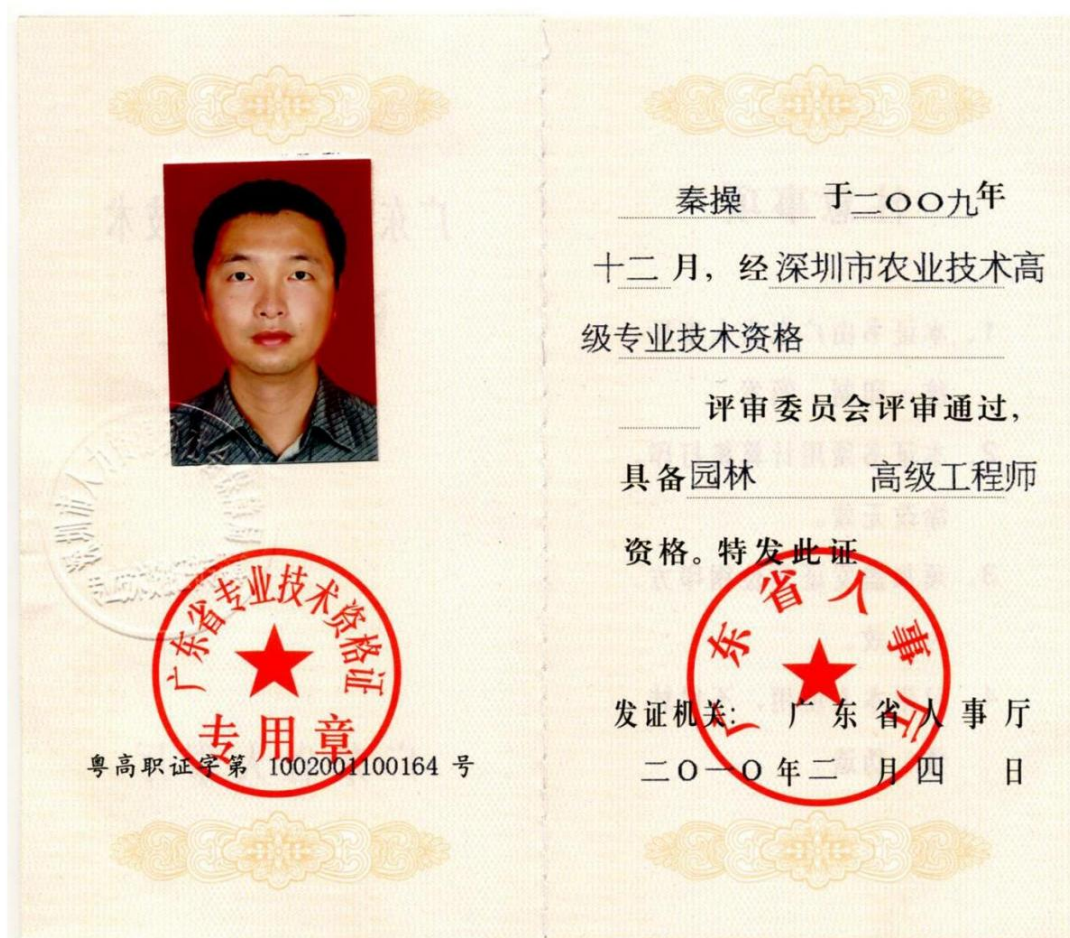 广东省专业技术资格证
专用章
粤高职证字第 1002001100164 号
秦操 于二〇〇九年
十二月，经深圳市农业技术高
级专业技术资格
评审委员会评审通过，
具备园林 高级工程师
资格。特发此证
广东省人事厅
发证机关：广东省人事厅
二〇一〇年二月四日